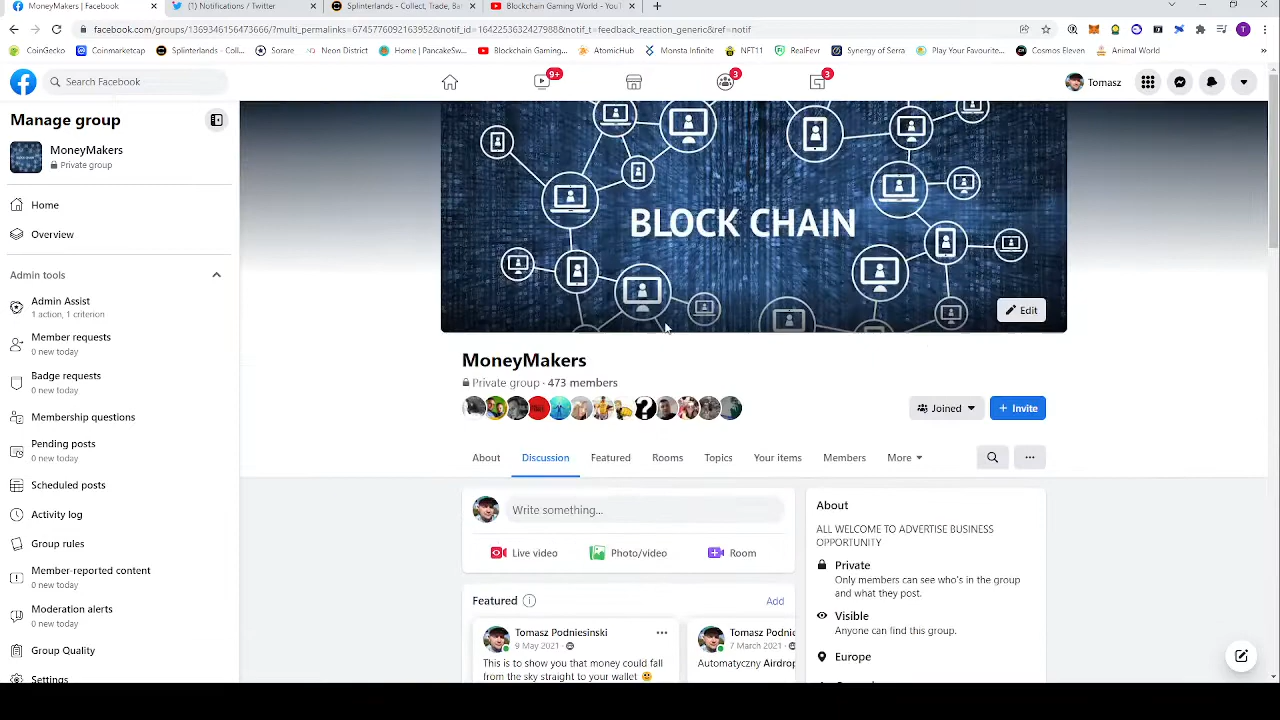 MoneyMakers | Facebook
(1) Notifications / Twitter
Splinterlands - Collect, Trade, Ba
Blockchain Gaming World - YouT
facebook.com/groups/1369346156473666/?multi_permalinks=6745776032163952&notif_id=1642253632437988&notif_t=feedback_reaction_generic&ref=notif
CoinGecko
Coinmarketcap
Splinterlands - Coll...
Sorare
Neon District
Home | PancakeSw...
Blockchain Gaming...
AtomicHub
Monsta Infinite
NFT11
RealFevr
Synergy of Serra
Play Your Favourite...
Cosmos Eleven
Animal World
Search Facebook
9+
3
3
Tomasz
Manage group
MoneyMakers
Private group
Home
Overview
Admin tools
Admin Assist
1 action, 1 criterion
Member requests
0 new today
Badge requests
0 new today
Membership questions
Pending posts
0 new today
Scheduled posts
Activity log
Group rules
Member-reported content
0 new today
Moderation alerts
0 new today
Group Quality
Settings
BLOCK CHAIN
Edit
MoneyMakers
Private group · 473 members
Joined
+ Invite
About
Discussion
Featured
Rooms
Topics
Your items
Members
More
Write something...
Live video
Photo/video
Room
Featured
Add
Tomasz Podniesinski
9 May 2021 ·
This is to show you that money could fall
from the sky straight to your wallet
Tomasz Podnie
7 March 2021 ·
Automatyczny Airdrop
About
ALL WELCOME TO ADVERTISE BUSINESS
OPPORTUNITY
Private
Only members can see who's in the group
and what they post.
Visible
Anyone can find this group.
Europe